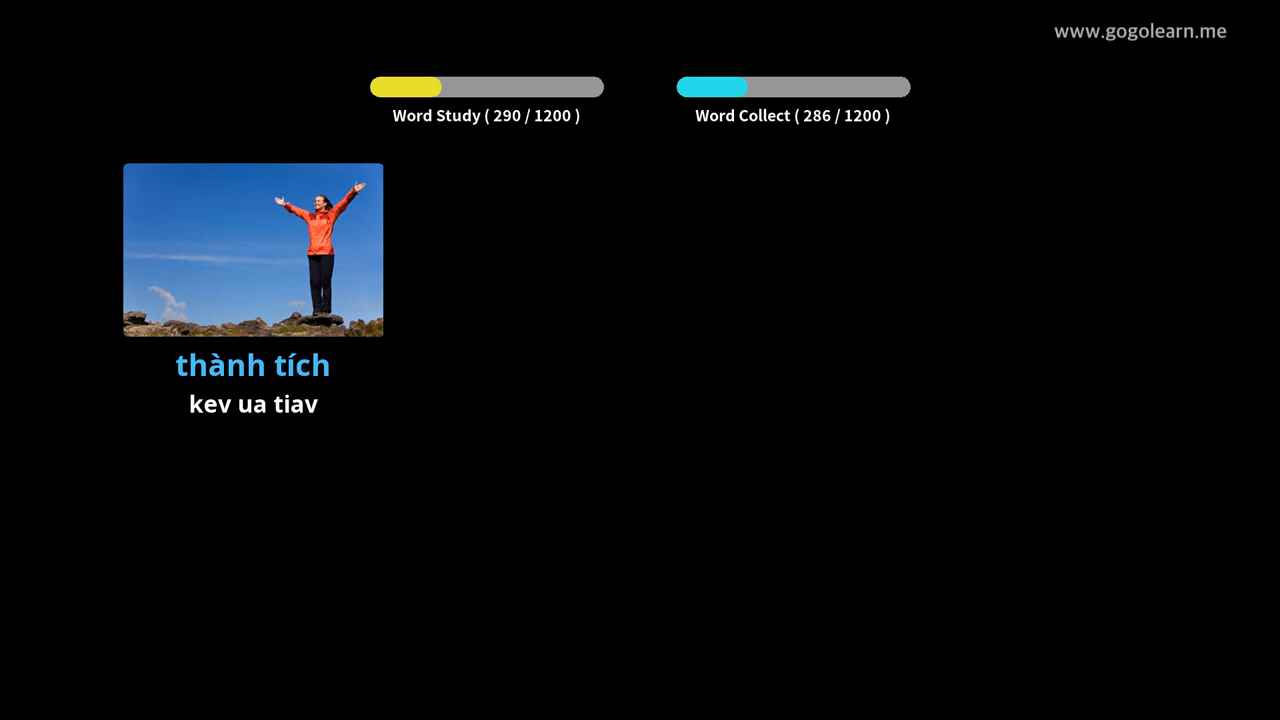 www.gogolearn.me
Word Study ( 290 / 1200 )
Word Collect ( 286 / 1200 )
thành tích
kev ua tiav